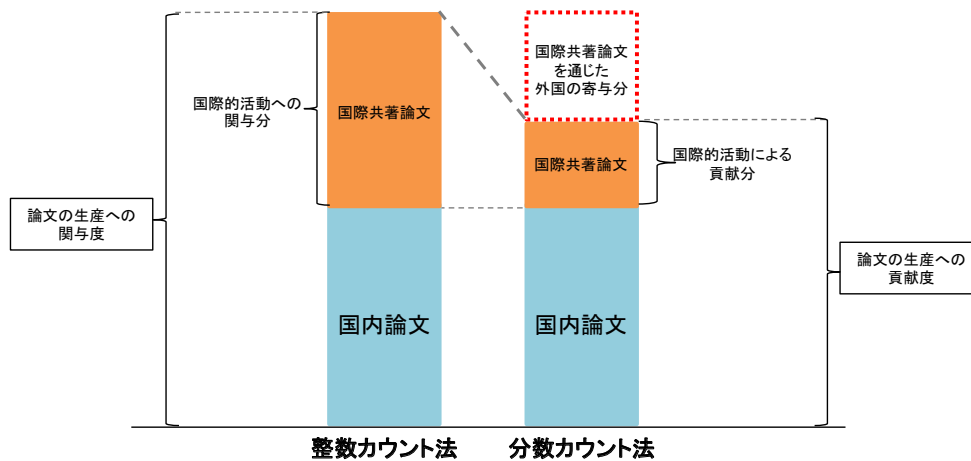 国際共著論文
を通じた
外国の寄与分
国際的活動への
関与分
国際共著論文
国際共著論文
国際的活動による
貢献分
論文の生産への
関与度
論文の生産への
貢献度
国内論文
国内論文
整数カウント法
分数カウント法